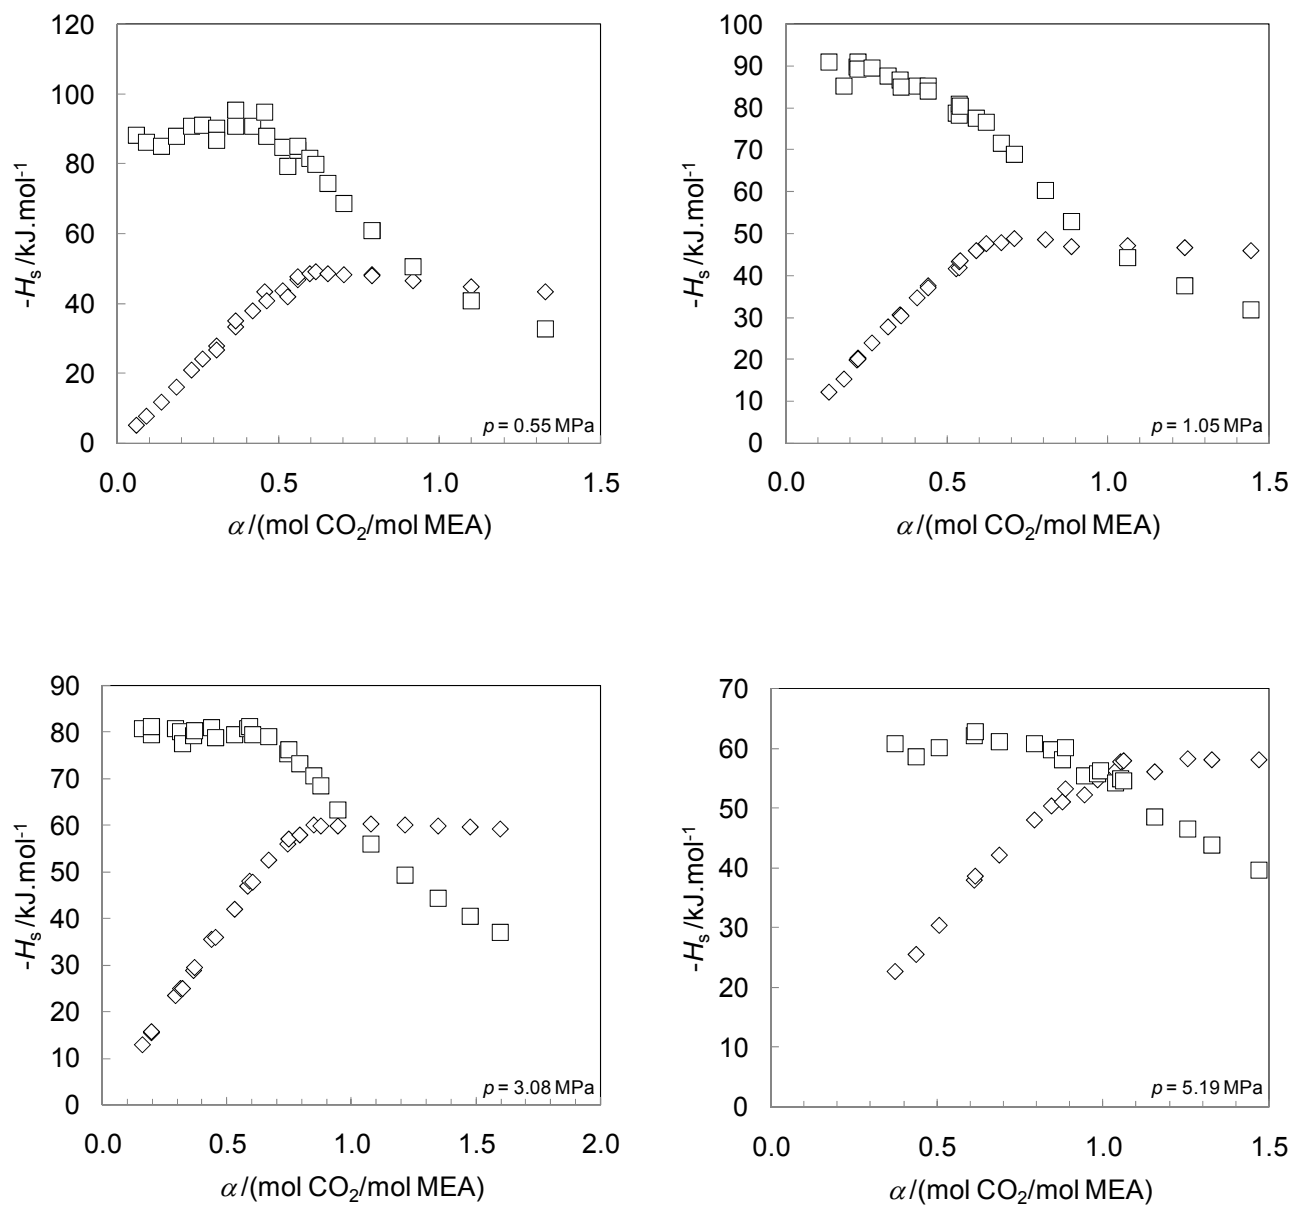 120
100
80
60
40
20
0
-Hs /kJ.mol-1
p = 0.55 MPa
0.0 0.5 1.0 1.5
α /(mol CO2/mol MEA)
100
90
80
70
60
50
40
30
20
10
0
-Hs /kJ.mol-1
p = 1.05 MPa
0.0 0.5 1.0 1.5
α /(mol CO2/mol MEA)
90
80
70
60
50
40
30
20
10
0
-Hs /kJ.mol-1
p = 3.08 MPa
0.0 0.5 1.0 1.5 2.0
α /(mol CO2/mol MEA)
70
60
50
40
30
20
10
0
-Hs /kJ.mol-1
p = 5.19 MPa
0.0 0.5 1.0 1.5
α /(mol CO2/mol MEA)